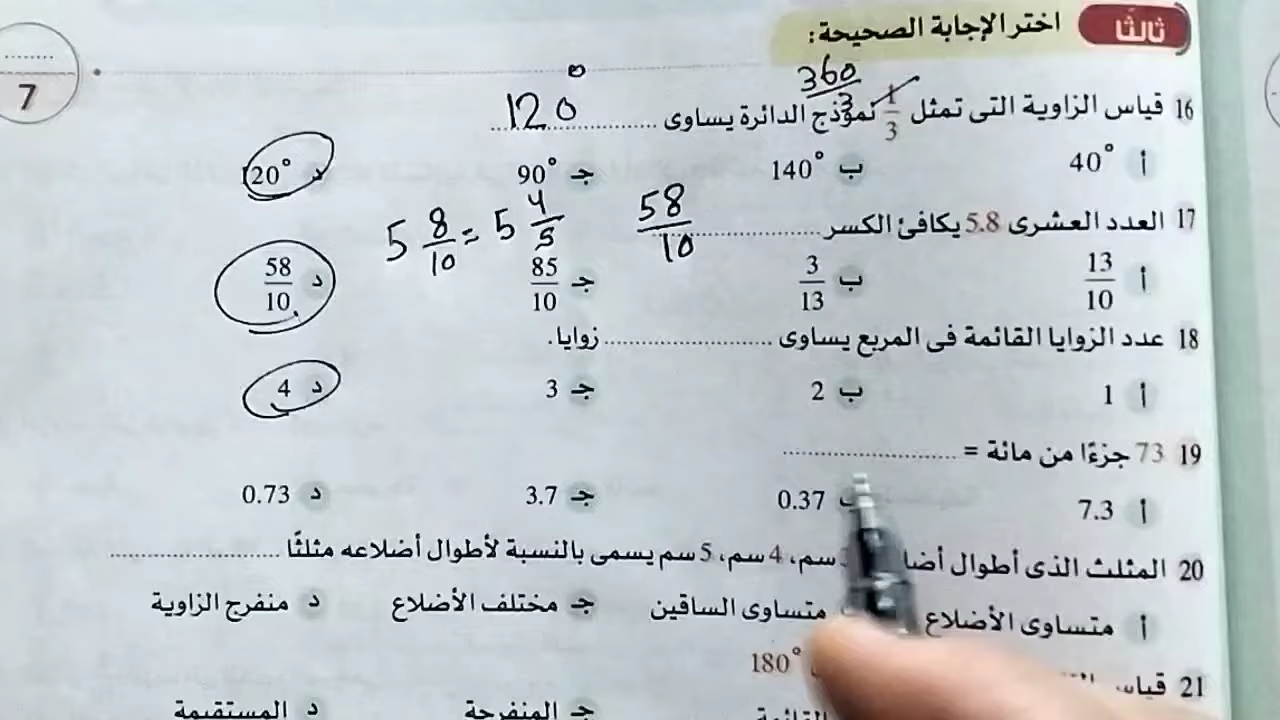 ثالثًا اختر الإجابة الصحيحة:
7
360
3
120°
16 قياس الزاوية التى تمثل 1/3 نموذج الدائرة يساوى ..........
أ 40° ب 140° جـ 90° د 120°
17 العدد العشرى 5.8 يكافئ الكسر ..........
5 8/10 = 5 4/5 58/10
أ 13/10 ب 3/13 جـ 85/10 د 58/10
18 عدد الزوايا القائمة فى المربع يساوى .......... زوايا.
أ 1 ب 2 جـ 3 د 4
19 73 جزءًا من مائة = ..........
أ 7.3 ب 0.37 جـ 3.7 د 0.73
20 المثلث الذى أطوال سم، 4 سم، 5 سم يسمى بالنسبة لأطوال أضلاعه مثلثًا ..........
أ متساوى الأضلاع متساوى الساقين جـ مختلف الأضلاع د منفرج الزاوية
21 قياس 180°
القائمة جـ المنفرجة د المستقيمة